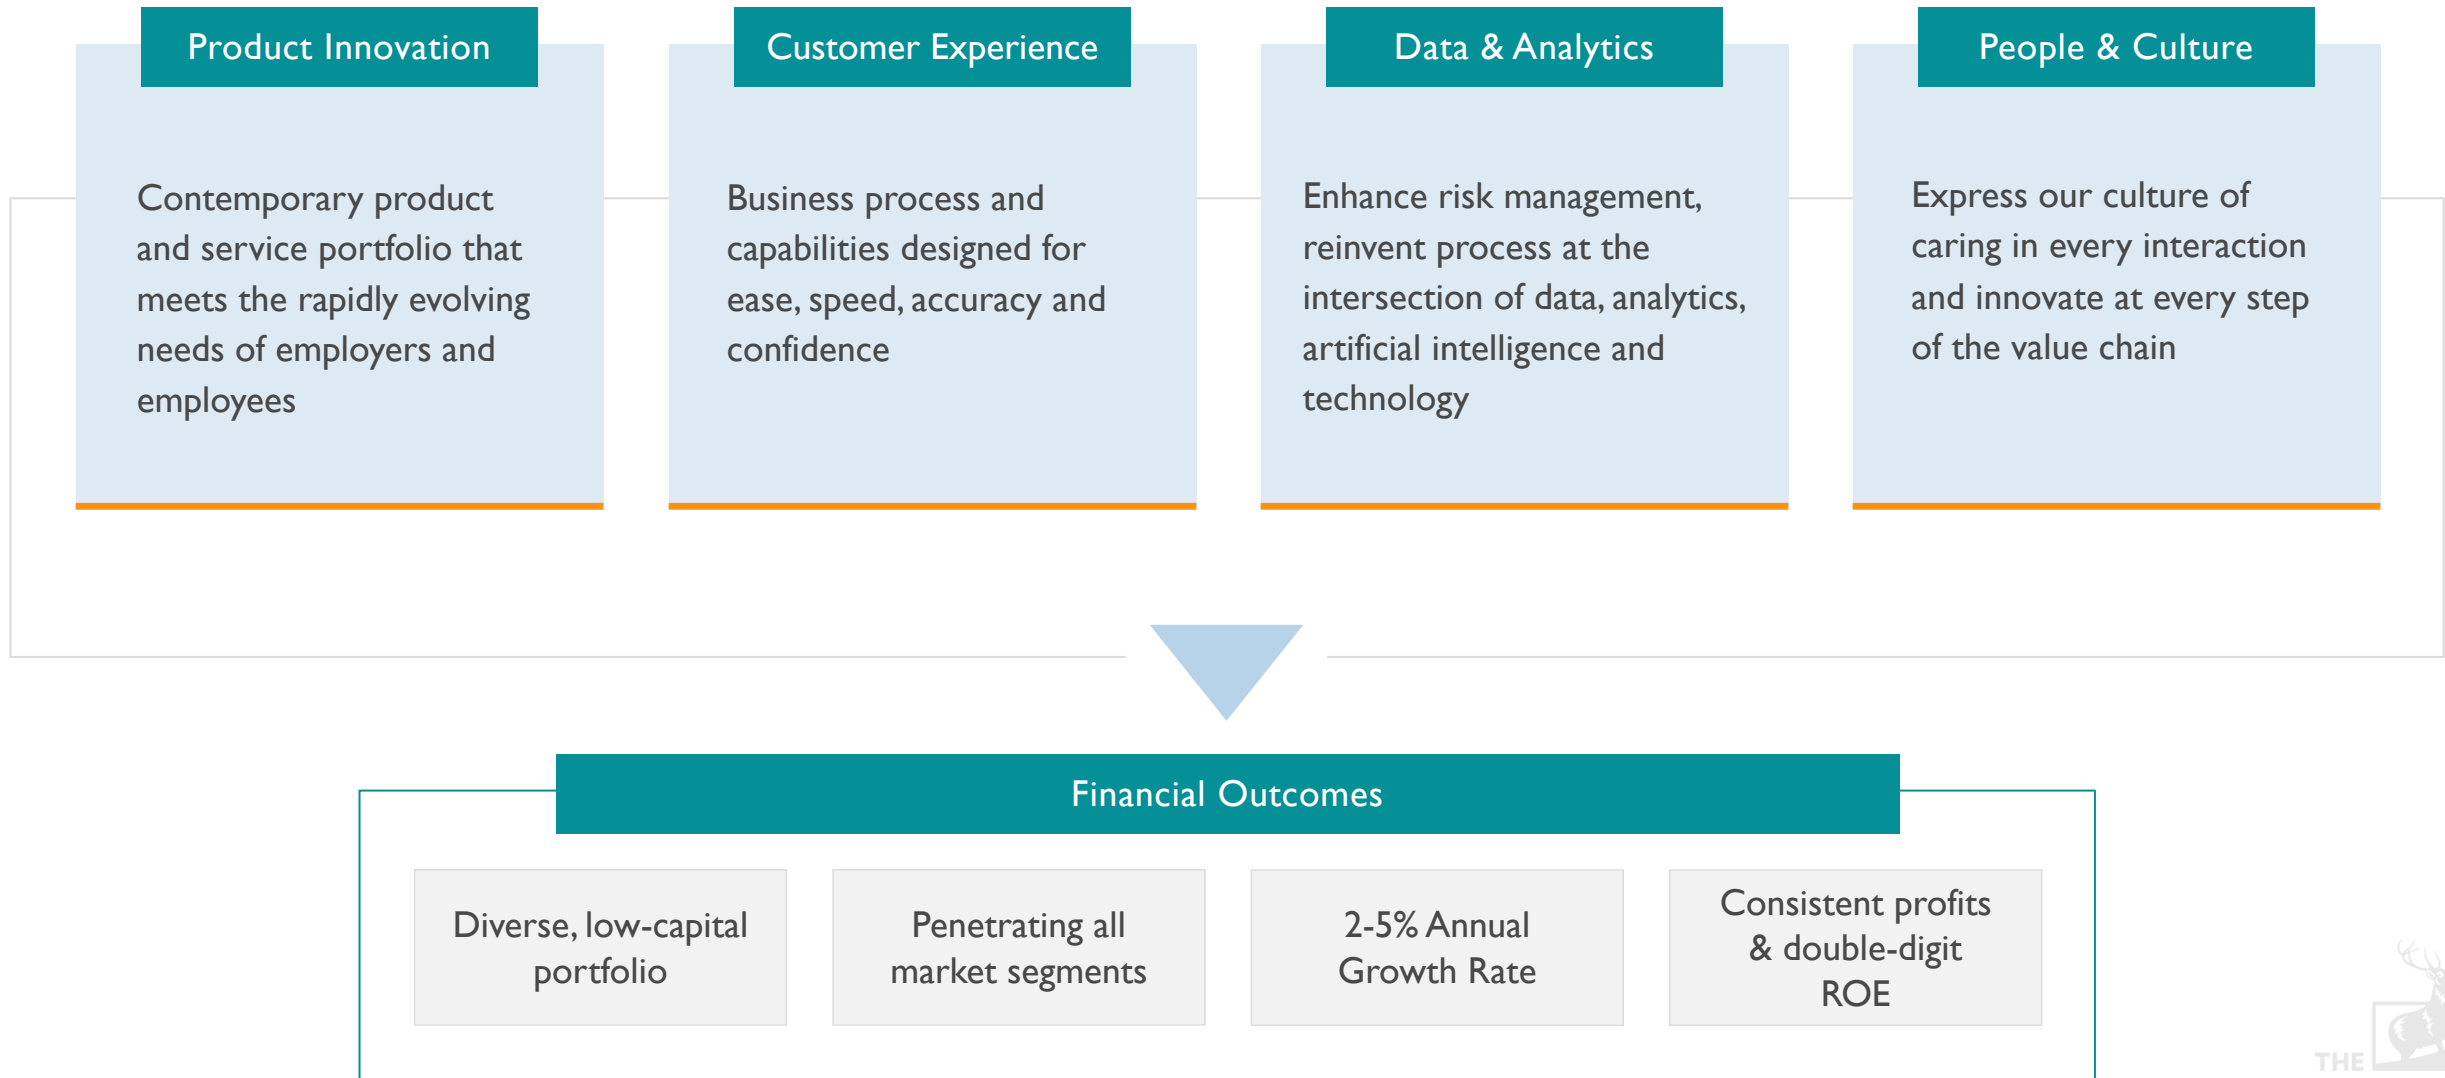 Product Innovation
Contemporary product
and service portfolio that
meets the rapidly evolving
needs of employers and
employees
Customer Experience
Business process and
capabilities designed for
ease, speed, accuracy and
confidence
Data & Analytics
Enhance risk management,
reinvent process at the
intersection of data, analytics,
artificial intelligence and
technology
People & Culture
Express our culture of
caring in every interaction
and innovate at every step
of the value chain
Financial Outcomes
Diverse, low-capital
portfolio
Penetrating all
market segments
2-5% Annual
Growth Rate
Consistent profits
& double-digit
ROE
THE